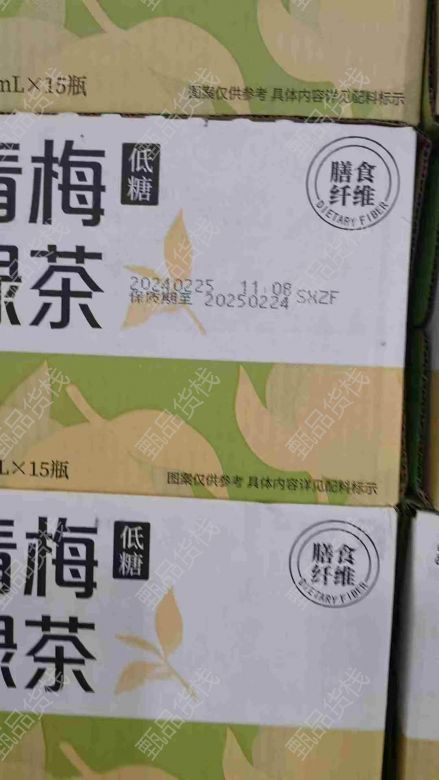 mL×15瓶
图案仅供参考 具体内容详见配料标示
青梅
绿茶
低糖
膳食
纤维
DIETARY FIBER
20240225 11:08
保质期至 20250224 SXZF
L×15瓶
图案仅供参考 具体内容详见配料标示
青梅
绿茶
低糖
膳食
纤维
DIETARY FIBER
甄品货栈